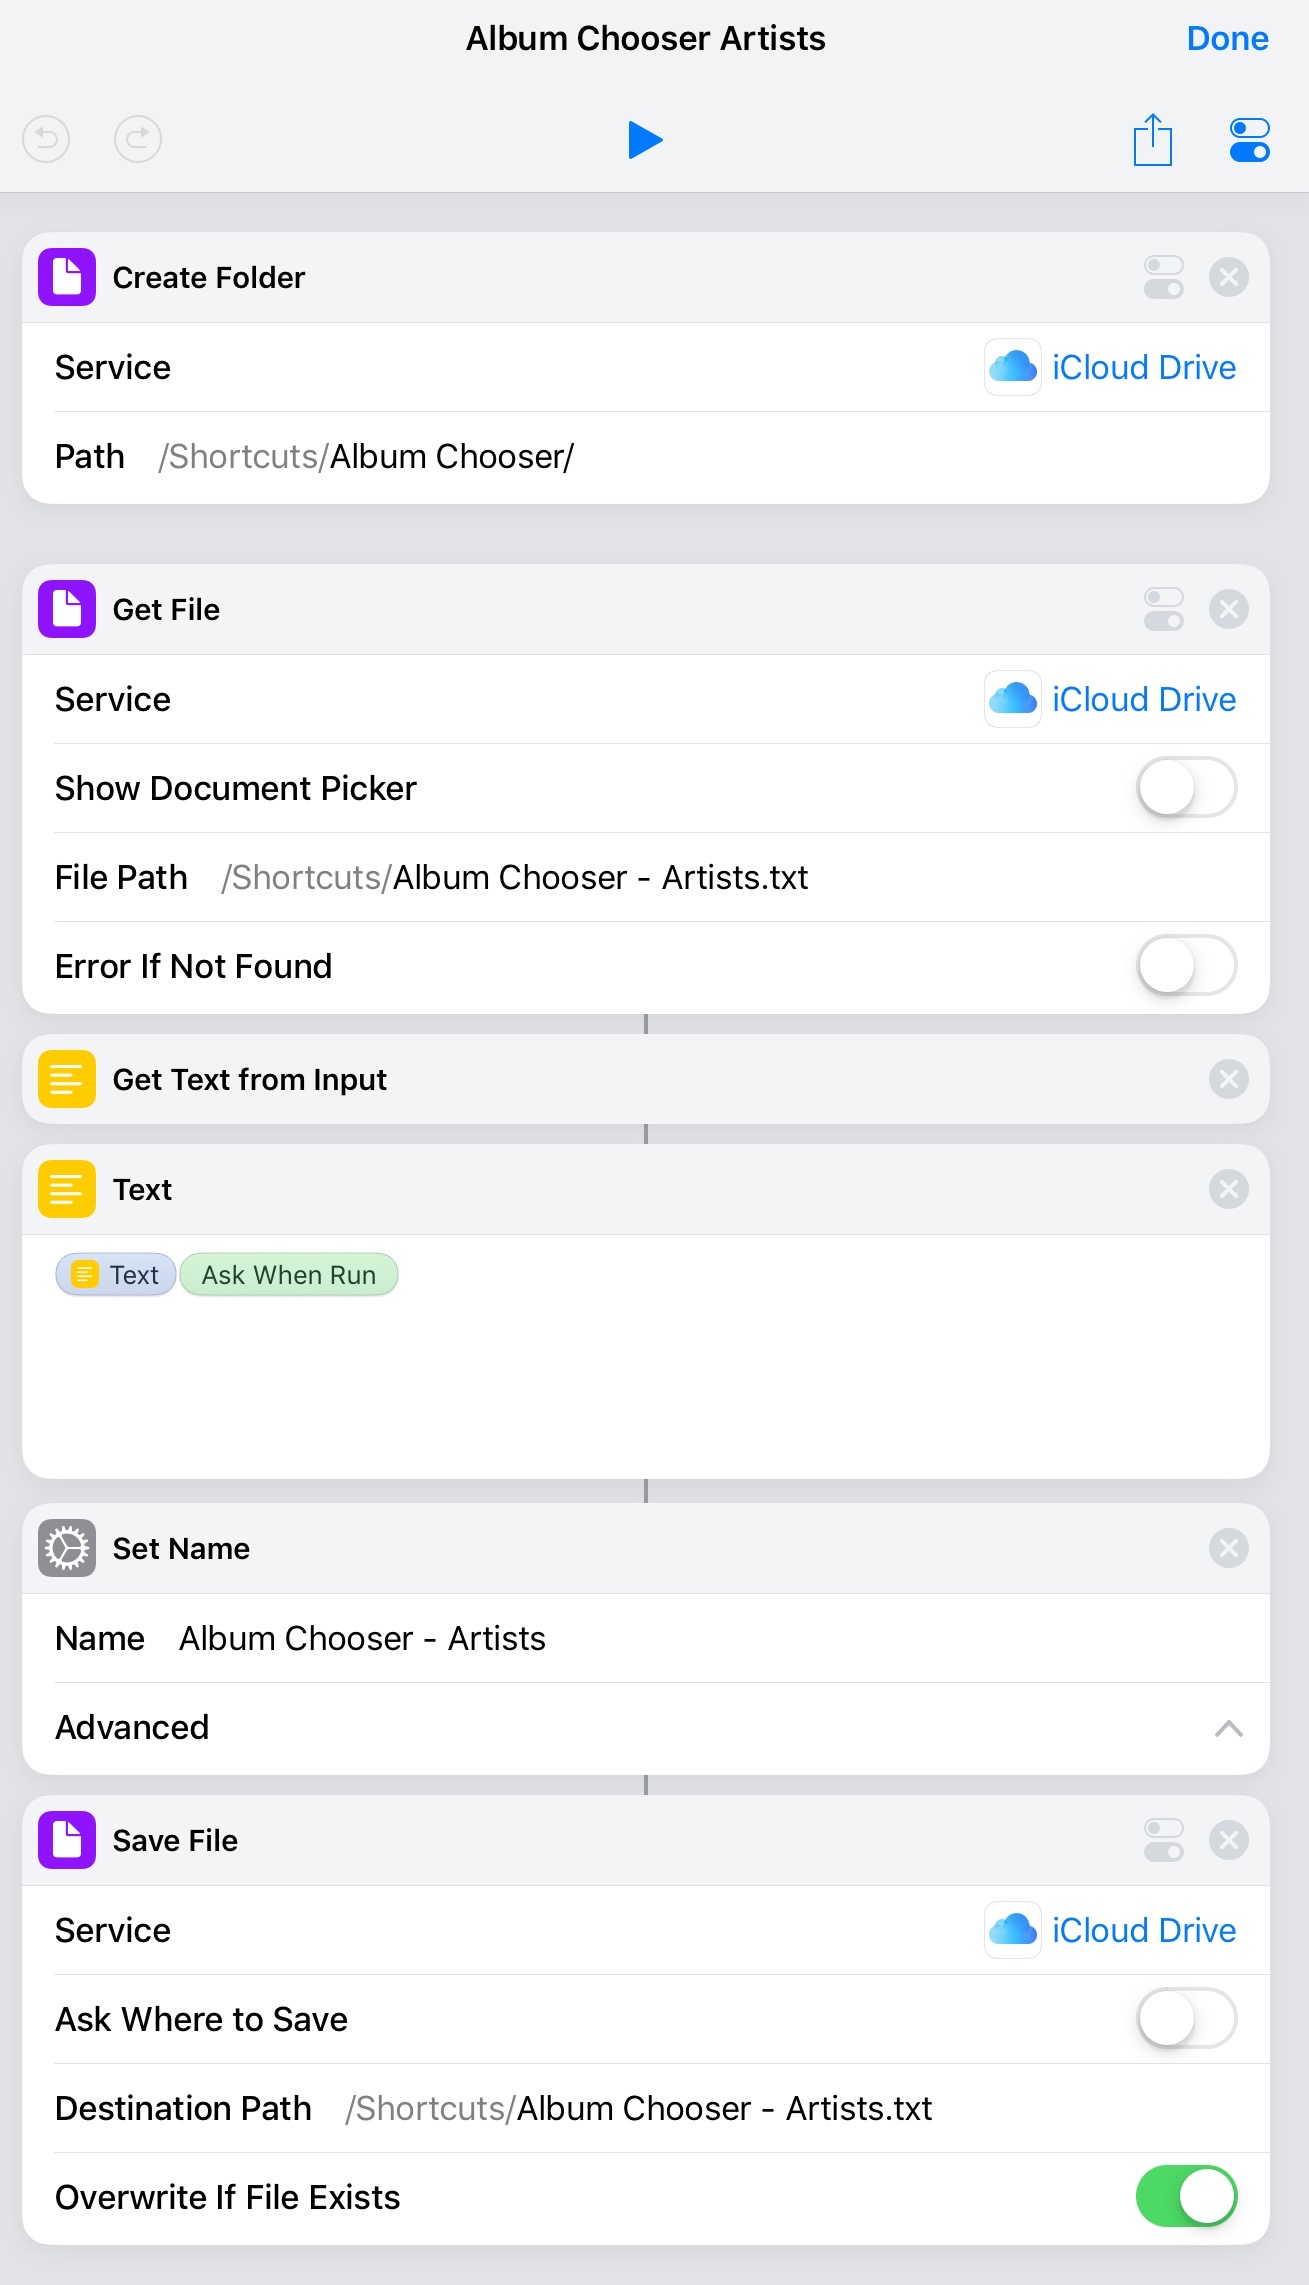 Album Chooser Artists
Done
Create Folder
Service iCloud Drive
Path /Shortcuts/Album Chooser/
Get File
Service iCloud Drive
Show Document Picker
File Path /Shortcuts/Album Chooser - Artists.txt
Error If Not Found
Get Text from Input
Text
Text Ask When Run
Set Name
Name Album Chooser - Artists
Advanced
Save File
Service iCloud Drive
Ask Where to Save
Destination Path /Shortcuts/Album Chooser - Artists.txt
Overwrite If File Exists